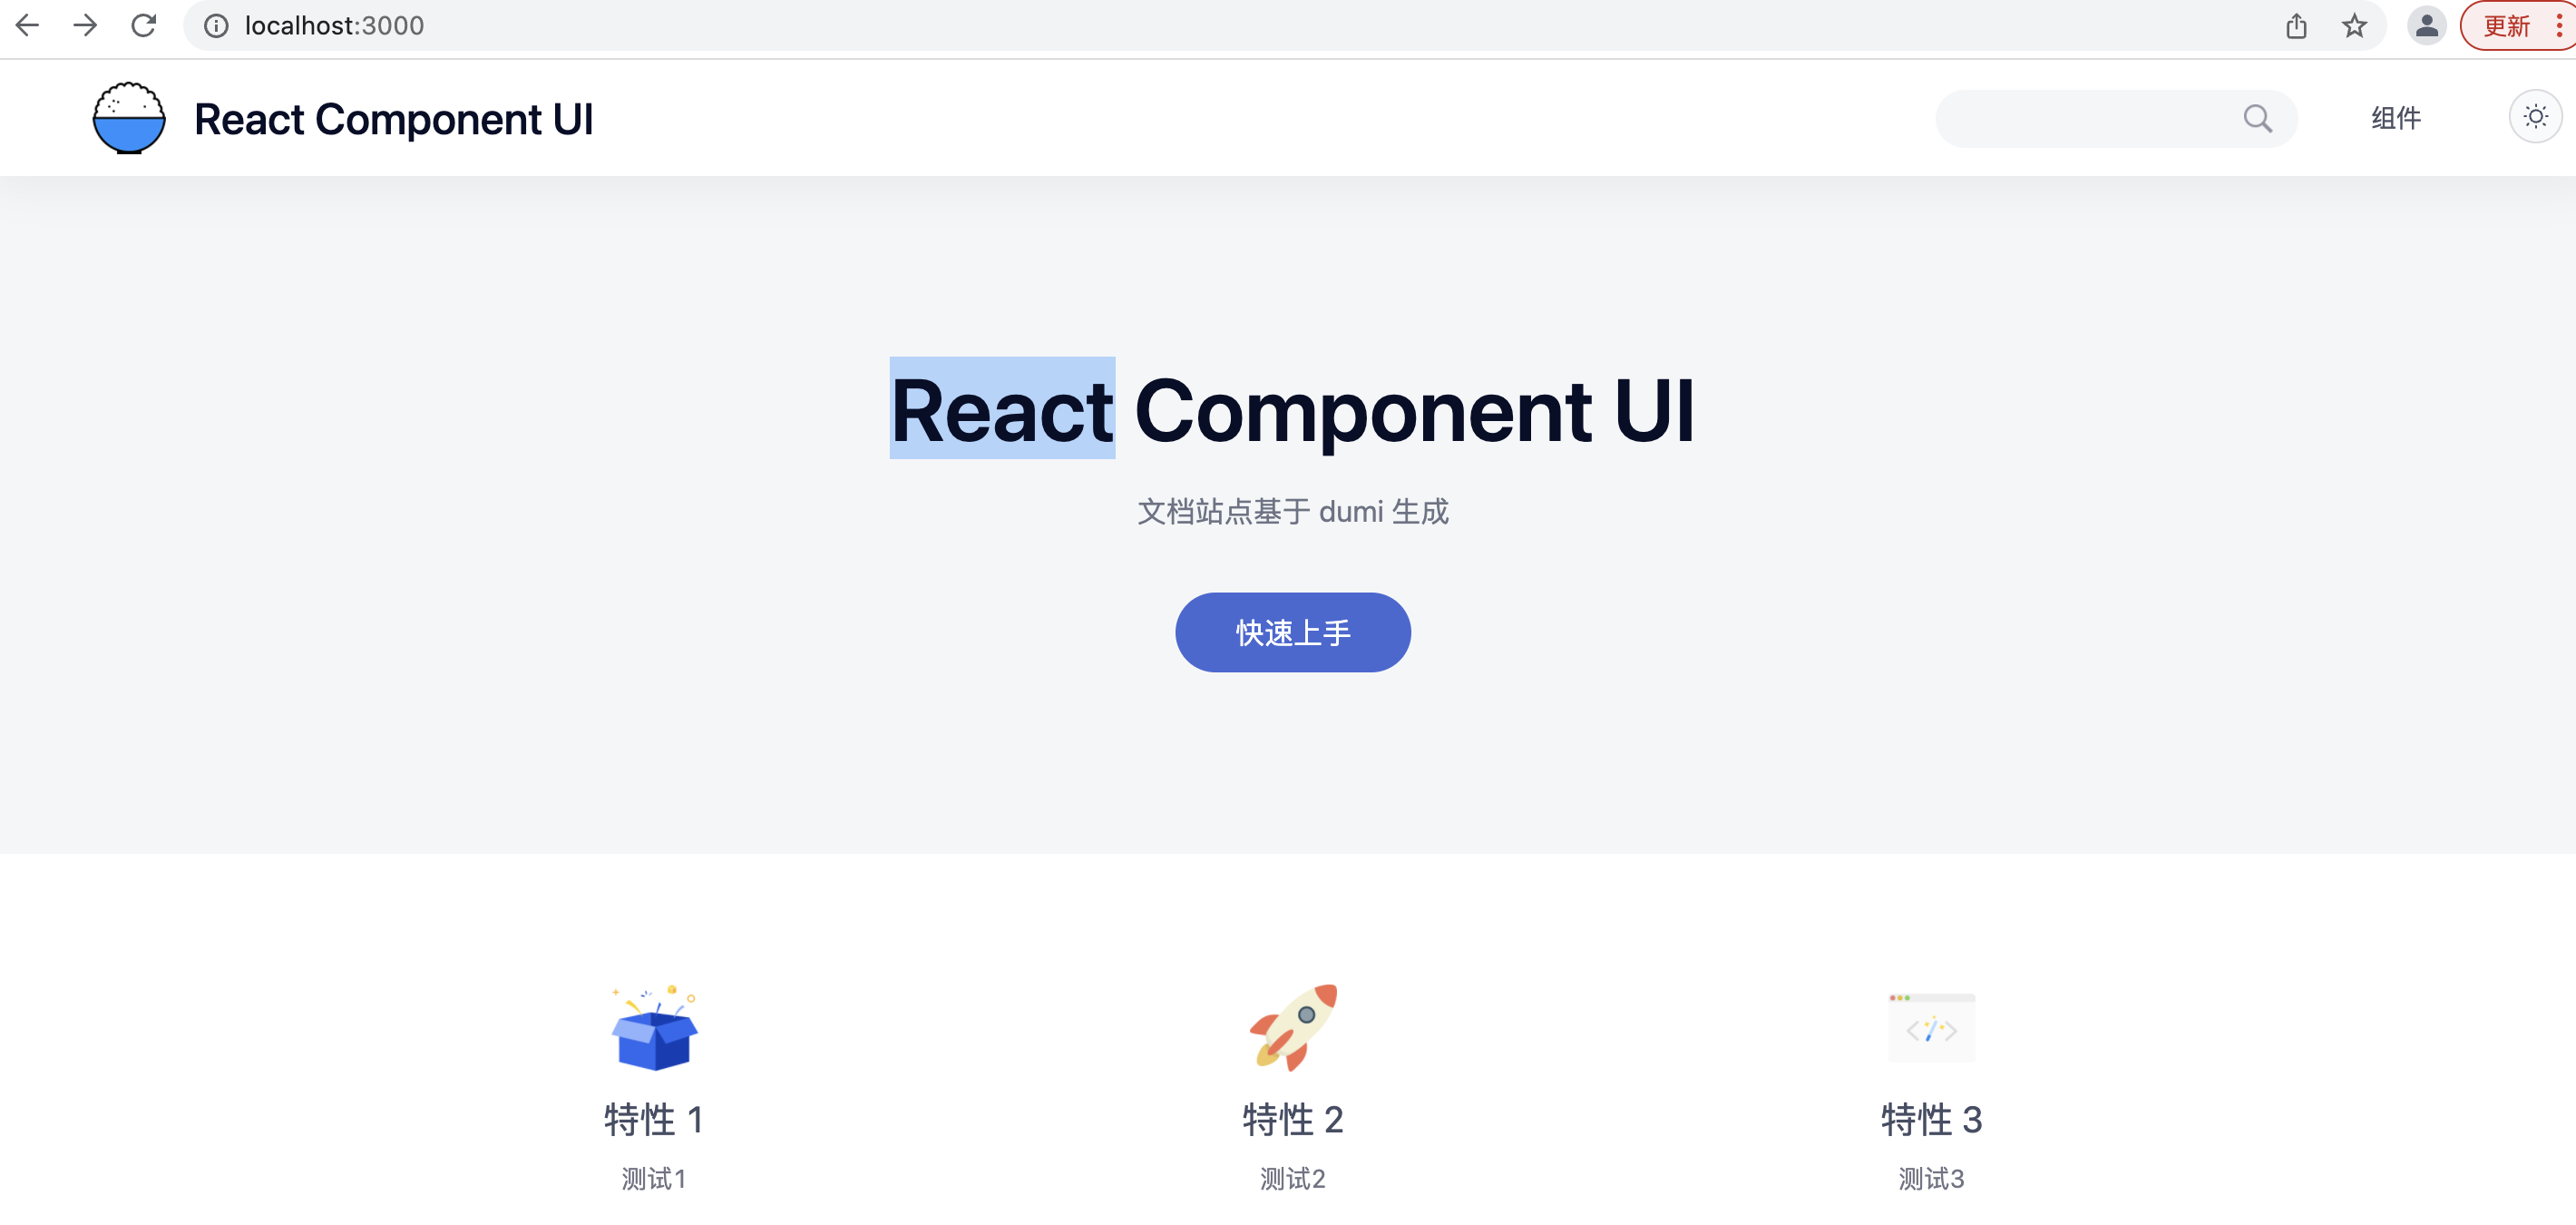 localhost:3000
更新
React Component UI
组件
React Component UI
文档站点基于 dumi 生成
快速上手
特性 1
特性 2
特性 3
测试1
测试2
测试3